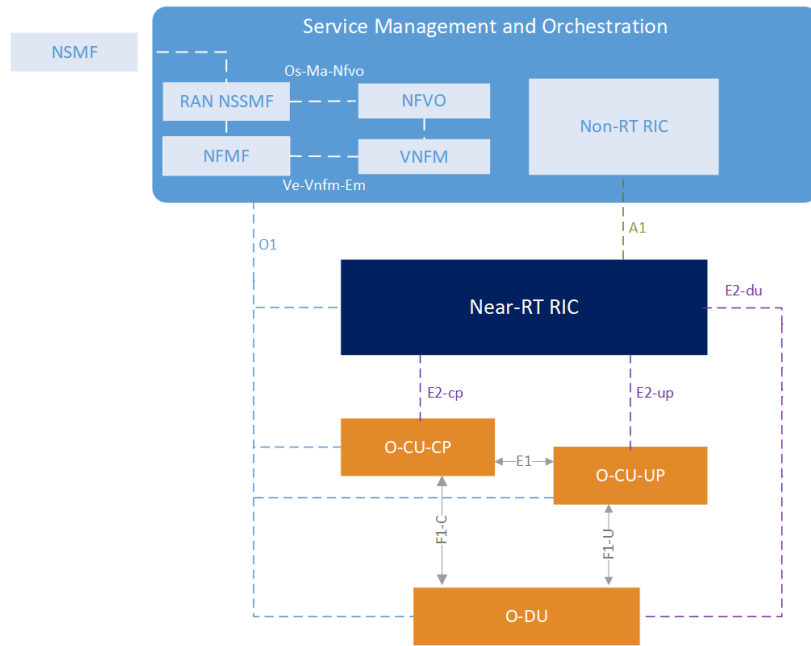 Service Management and Orchestration
NSMF
Os-Ma-Nfvo
RAN NSSMF
NFVO
Non-RT RIC
NFMF
VNFM
Ve-Vnfm-Em
A1
O1
Near-RT RIC
E2-du
E2-cp
E2-up
O-CU-CP
E1
O-CU-UP
F1-C
F1-U
O-DU